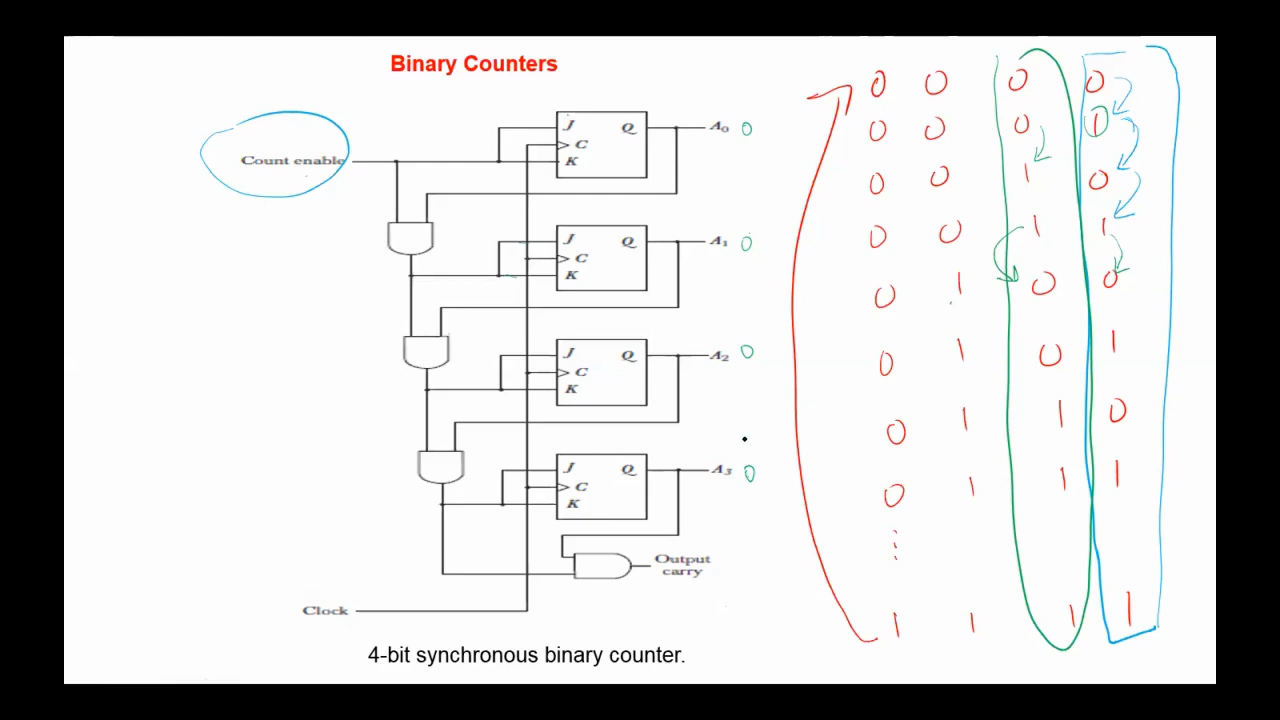 Binary Counters
J Q A₀ 0
C
Count enable K
J Q A₁ 0
C
K
J Q A₂ 0
C
K
J Q A₃ 0
C
K
Output
carry
Clock
4-bit synchronous binary counter.
0 0 0 0
0 0 0 1
0 0 1 0
0 0 1 1
0 1 0 0
0 1 0 1
0 1 1 0
0 1 1 1
⋮
1 1 1 1